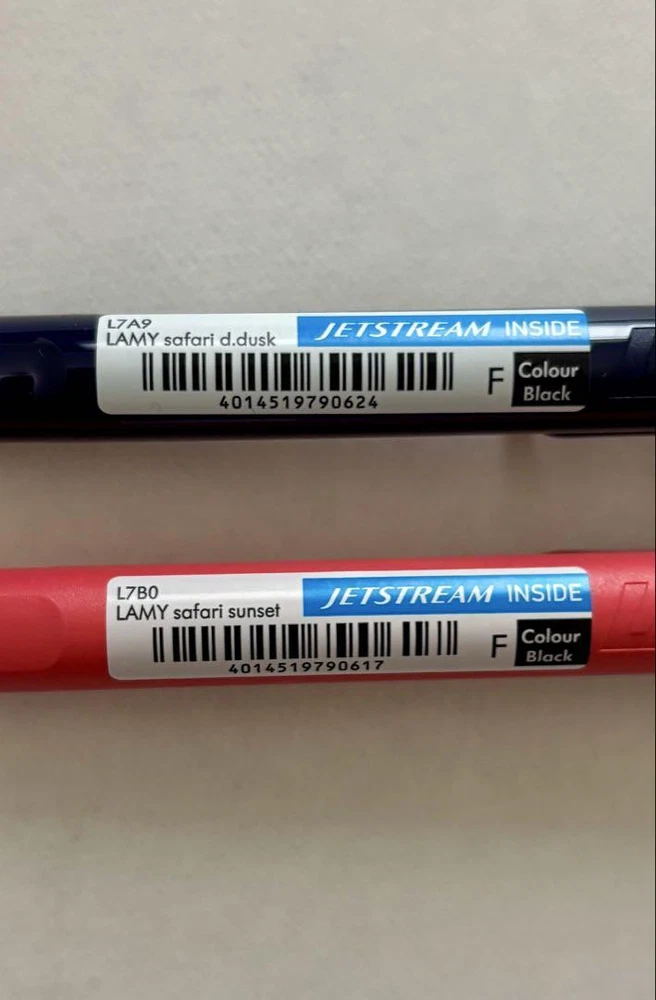 L7A9
LAMY safari d.dusk
JETSTREAM INSIDE
4014519790624
F
Colour
Black
L7B0
LAMY safari sunset
JETSTREAM INSIDE
4014519790617
F
Colour
Black